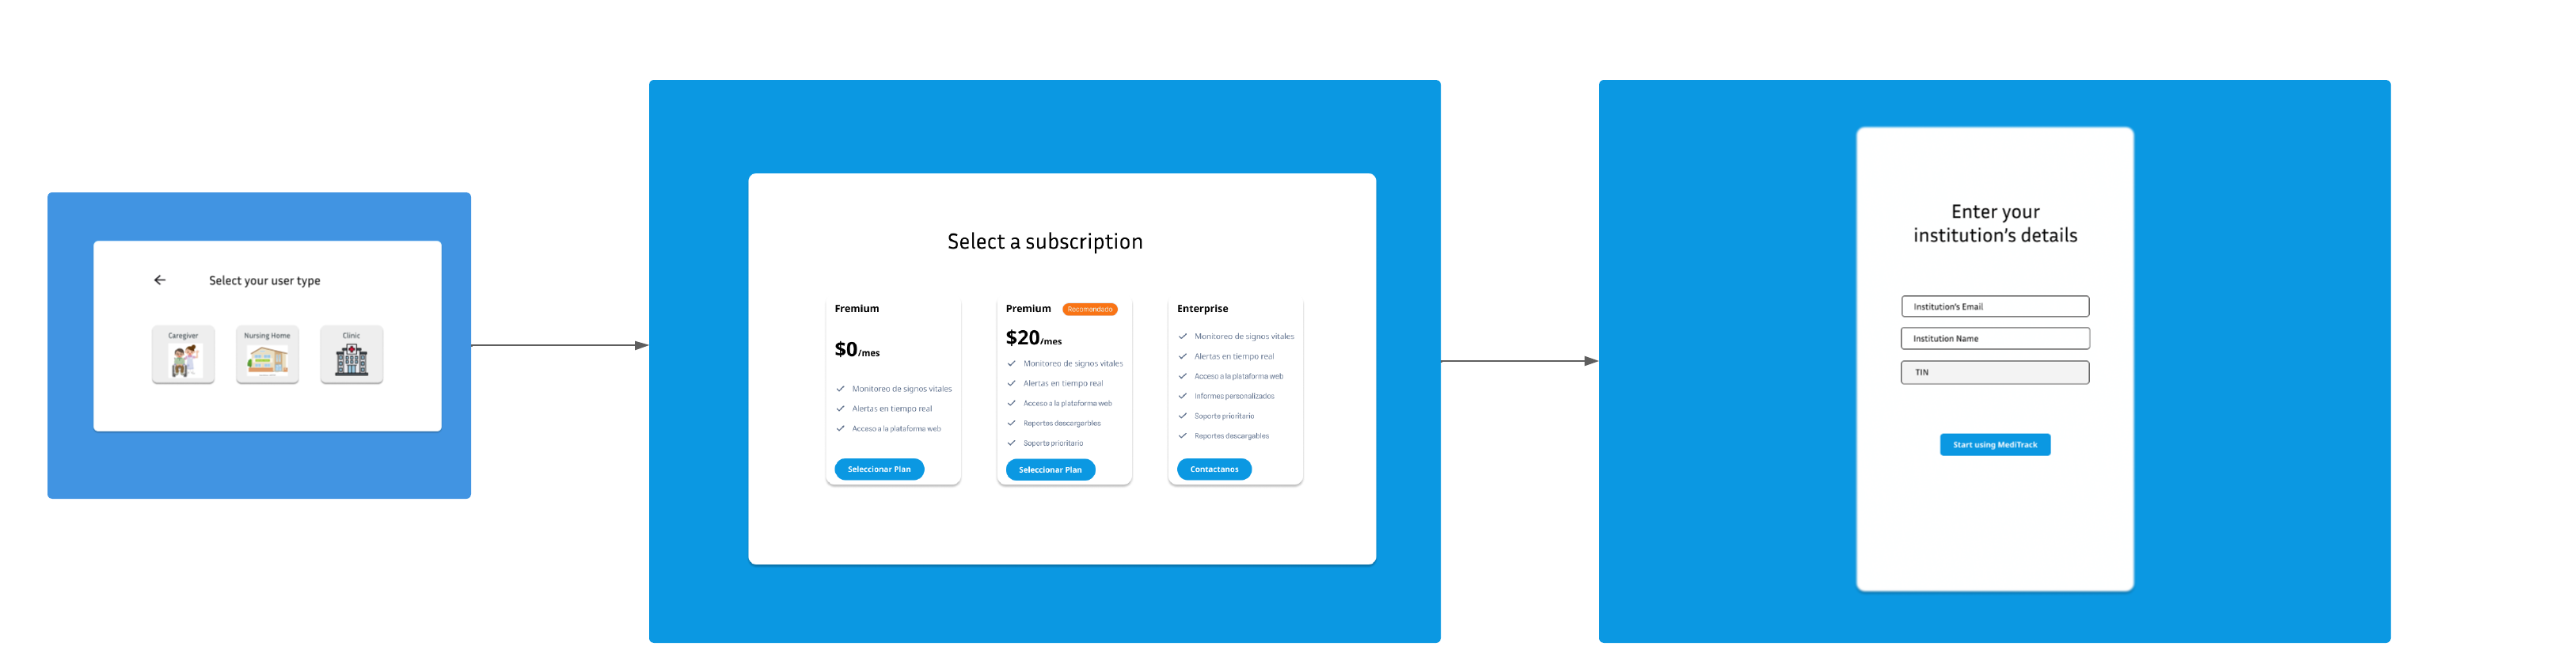 Select your user type
Caregiver
Nursing Home
Clinic
Select a subscription
Fremium
$0/mes
Monitoreo de signos vitales
Alertas en tiempo real
Acceso a la plataforma web
Seleccionar Plan
Premium
Recomendado
$20/mes
Monitoreo de signos vitales
Alertas en tiempo real
Acceso a la plataforma web
Reportes descargarbles
Soporte prioritario
Seleccionar Plan
Enterprise
Monitoreo de signos vitales
Alertas en tiempo real
Acceso a la plataforma web
Informes personalizados
Soporte prioritario
Reportes descargables
Contactanos
Enter your
institution's details
Institution's Email
Institution Name
TIN
Start using MediTrack